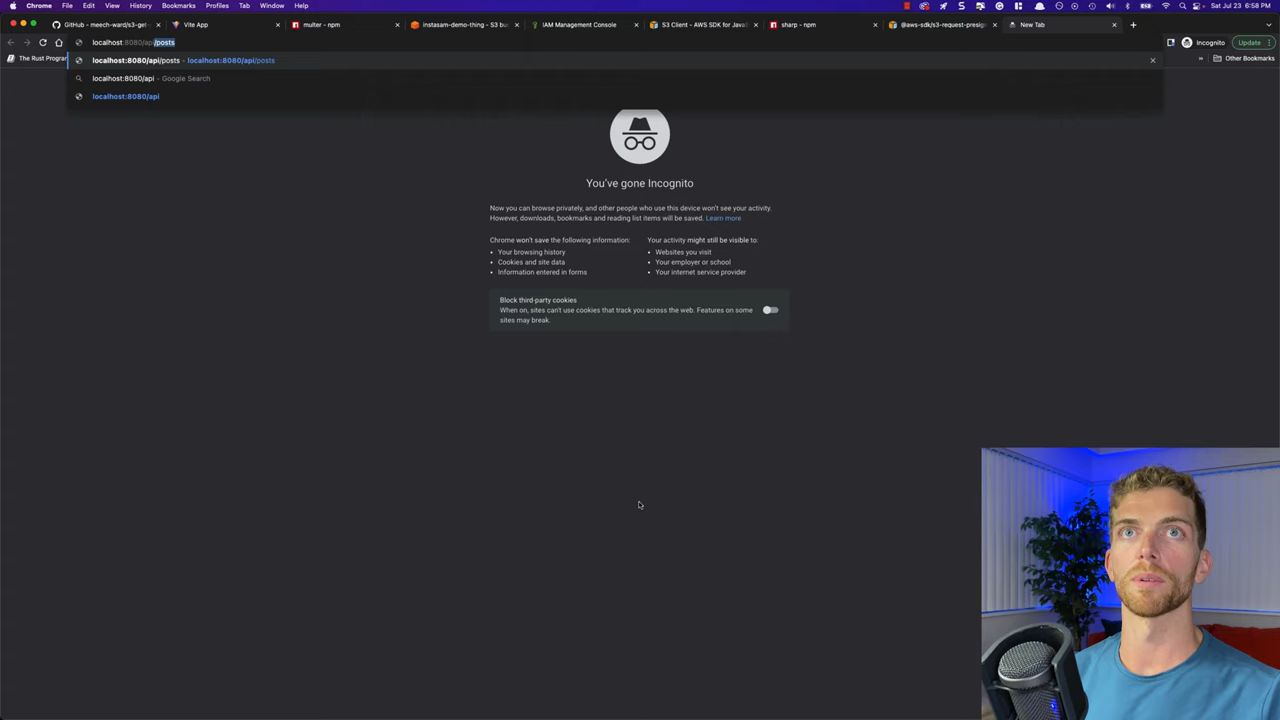 Chrome File Edit View History Bookmarks Profiles Tab Window Help
Sat Jul 23 6:58 PM
GitHub - meech-ward/s3-get-
Vite App
multer - npm
instasam-demo-thing - S3 bu
IAM Management Console
S3 Client - AWS SDK for JavaS
sharp - npm
@aws-sdk/s3-request-presign
New Tab
localhost:8080/api/posts
Incognito
Update
The Rust Program
localhost:8080/api/posts - localhost:8080/api/posts
» Other Bookmarks
localhost:8080/api - Google Search
localhost:8080/api
You've gone Incognito
Now you can browse privately, and other people who use this device won't see your activity.
However, downloads, bookmarks and reading list items will be saved. Learn more
Chrome won't save the following information:
• Your browsing history
• Cookies and site data
• Information entered in forms
Your activity might still be visible to:
• Websites you visit
• Your employer or school
• Your internet service provider
Block third-party cookies
When on, sites can't use cookies that track you across the web. Features on some
sites may break.